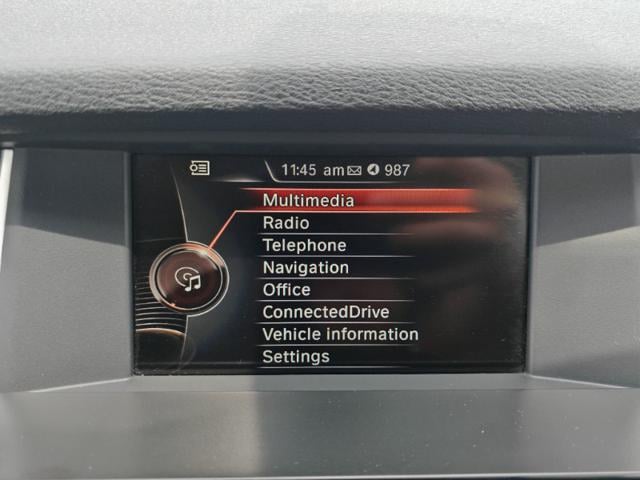 11:45 am 987
Multimedia
Radio
Telephone
Navigation
Office
ConnectedDrive
Vehicle information
Settings